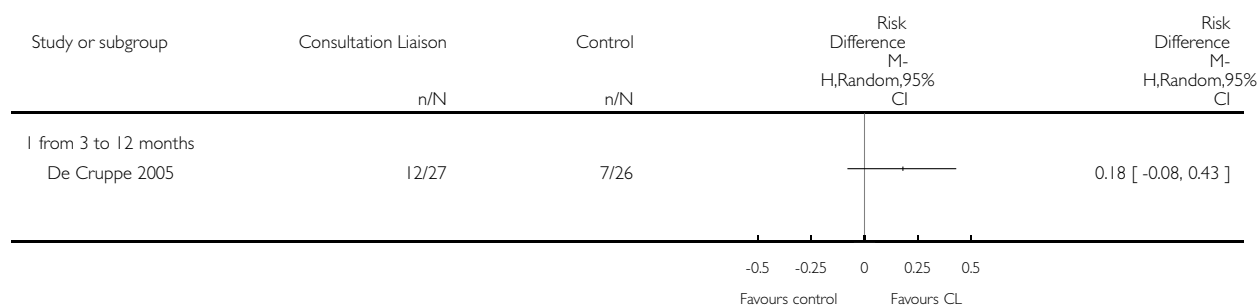 Study or subgroup Consultation Liaison Control Risk Difference M-H,Random,95% CI Risk Difference M-H,Random,95% CI
n/N n/N
1 from 3 to 12 months
De Cruppe 2005 12/27 7/26 0.18 [ -0.08, 0.43 ]
-0.5 -0.25 0 0.25 0.5
Favours control Favours CL